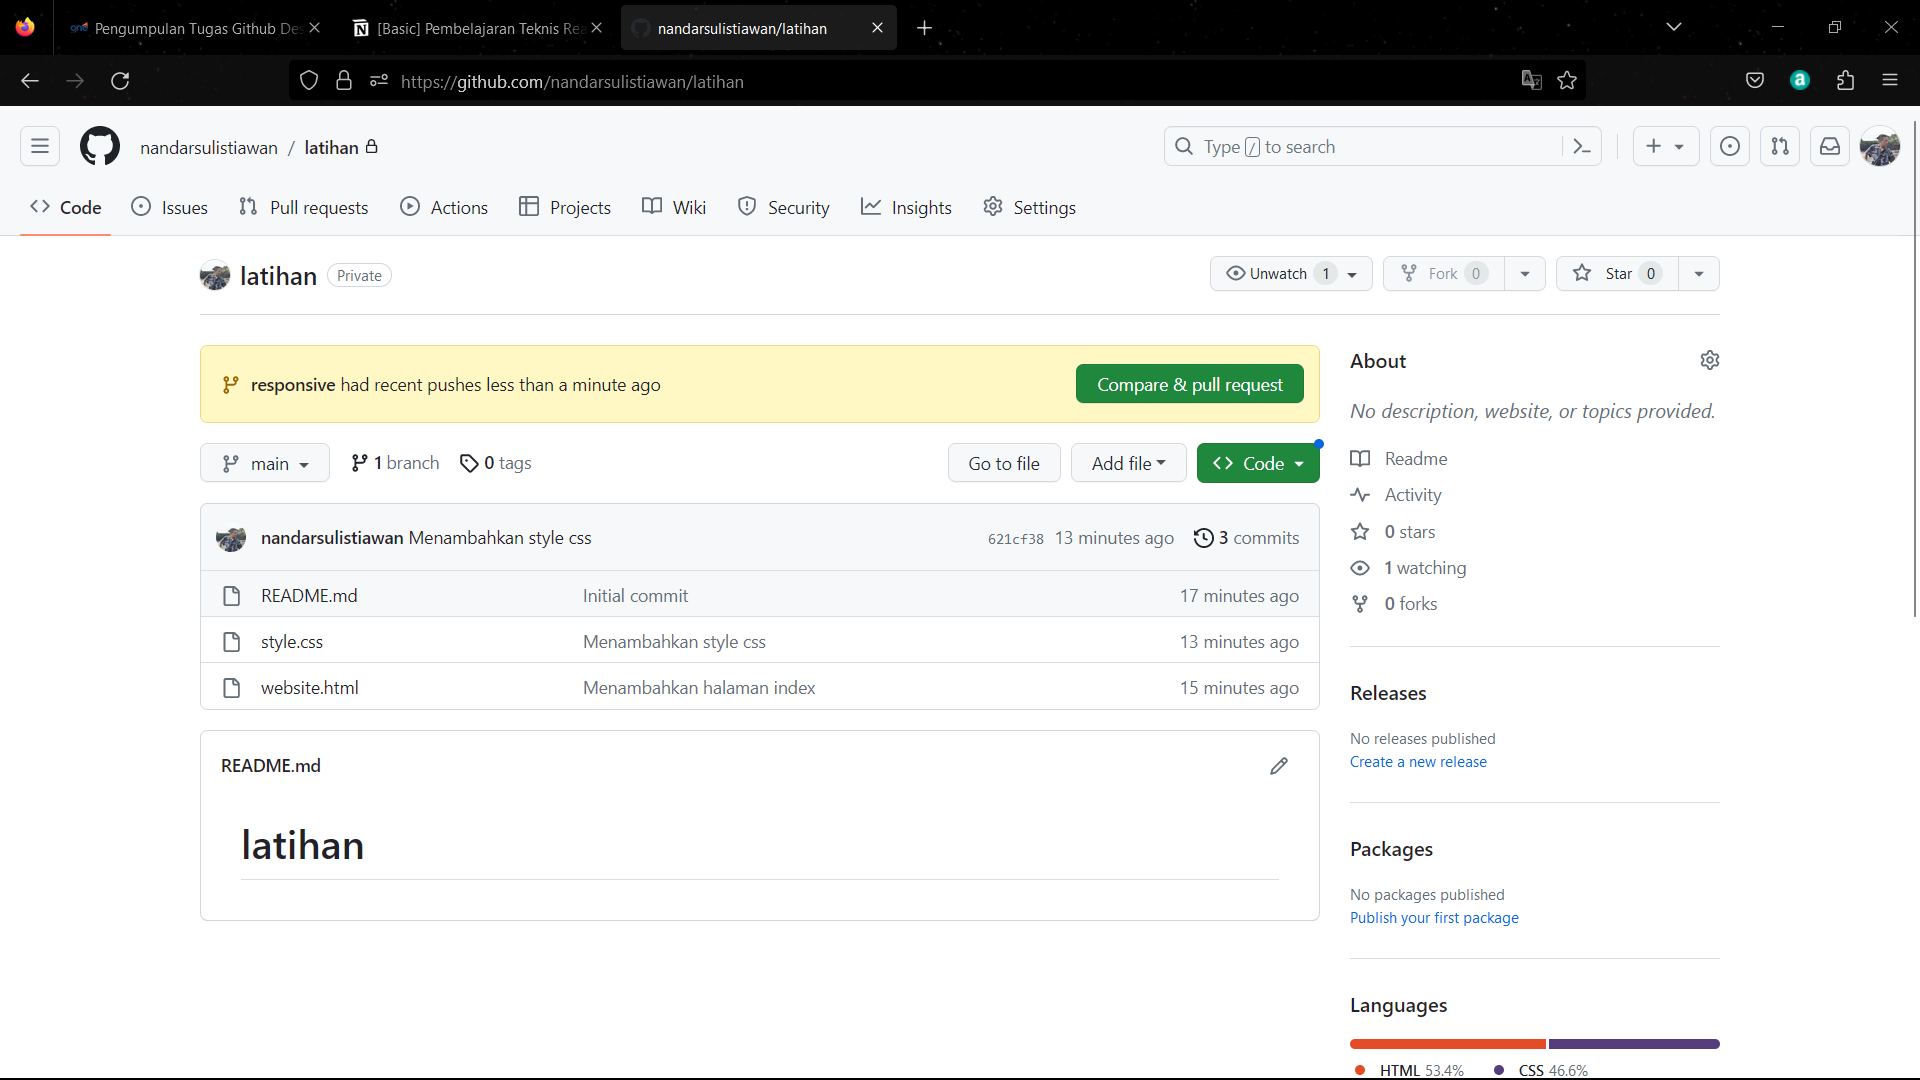 Pengumpulan Tugas Github Des
[Basic] Pembelajaran Teknis Rea
nandarsulistiawan/latihan
https://github.com/nandarsulistiawan/latihan
nandarsulistiawan / latihan
Type / to search
Code
Issues
Pull requests
Actions
Projects
Wiki
Security
Insights
Settings
latihan Private
Unwatch 1
Fork 0
Star 0
responsive had recent pushes less than a minute ago
Compare & pull request
main
1 branch
0 tags
Go to file
Add file
Code
nandarsulistiawan Menambahkan style css 621cf38 13 minutes ago 3 commits
README.md Initial commit 17 minutes ago
style.css Menambahkan style css 13 minutes ago
website.html Menambahkan halaman index 15 minutes ago
README.md
latihan
About
No description, website, or topics provided.
Readme
Activity
0 stars
1 watching
0 forks
Releases
No releases published
Create a new release
Packages
No packages published
Publish your first package
Languages
HTML 53.4% CSS 46.6%